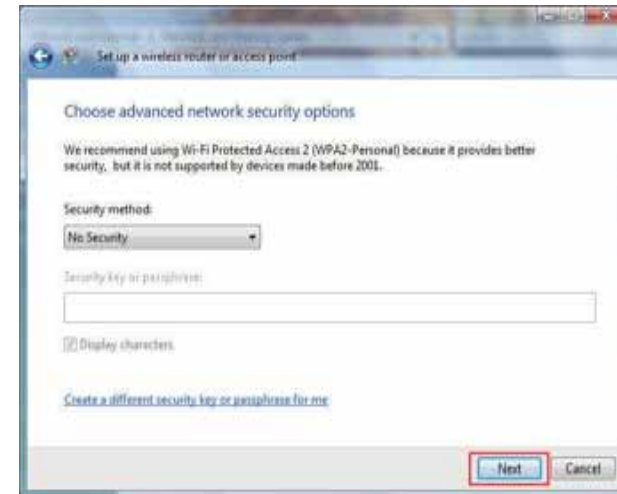 Set up a wireless router or access point
Choose advanced network security options
We recommend using Wi-Fi Protected Access 2 (WPA2-Personal) because it provides better
security, but it is not supported by devices made before 2001.
Security method:
No Security
Security key or passphrase:
Display characters
Create a different security key or passphrase for me
Next Cancel